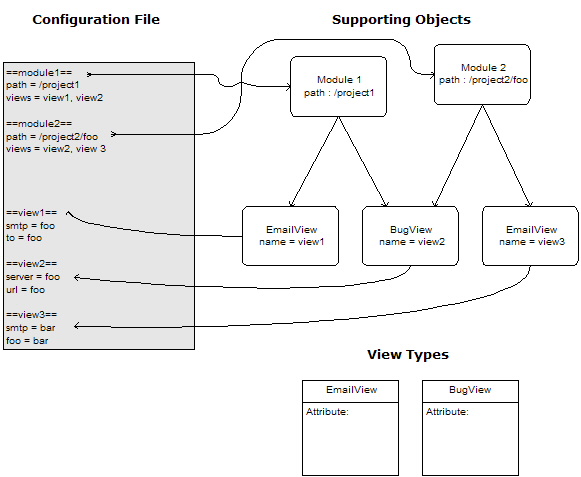 Configuration File
Supporting Objects
==module1==
path = /project1
views = view1, view2
==module2==
path = /project2/foo
views = view2, view 3
==view1==
smtp = foo
to = foo
==view2==
server = foo
url = foo
==view3==
smtp = bar
foo = bar
Module 1
path : /project1
Module 2
path : /project2/foo
EmailView
name = view1
BugView
name = view2
EmailView
name = view3
View Types
EmailView
Attribute:
BugView
Attribute: